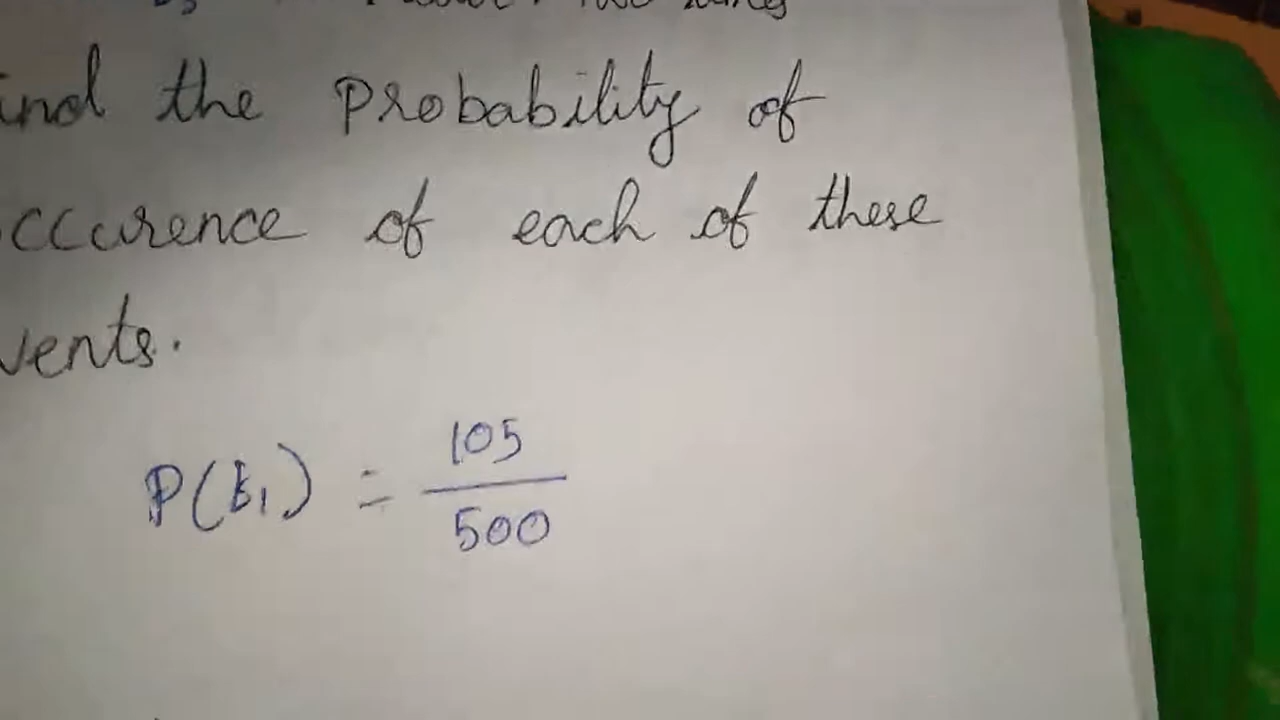 ind the Probability of
ccurence of each of these
vents.
P(E₁) = 105/500